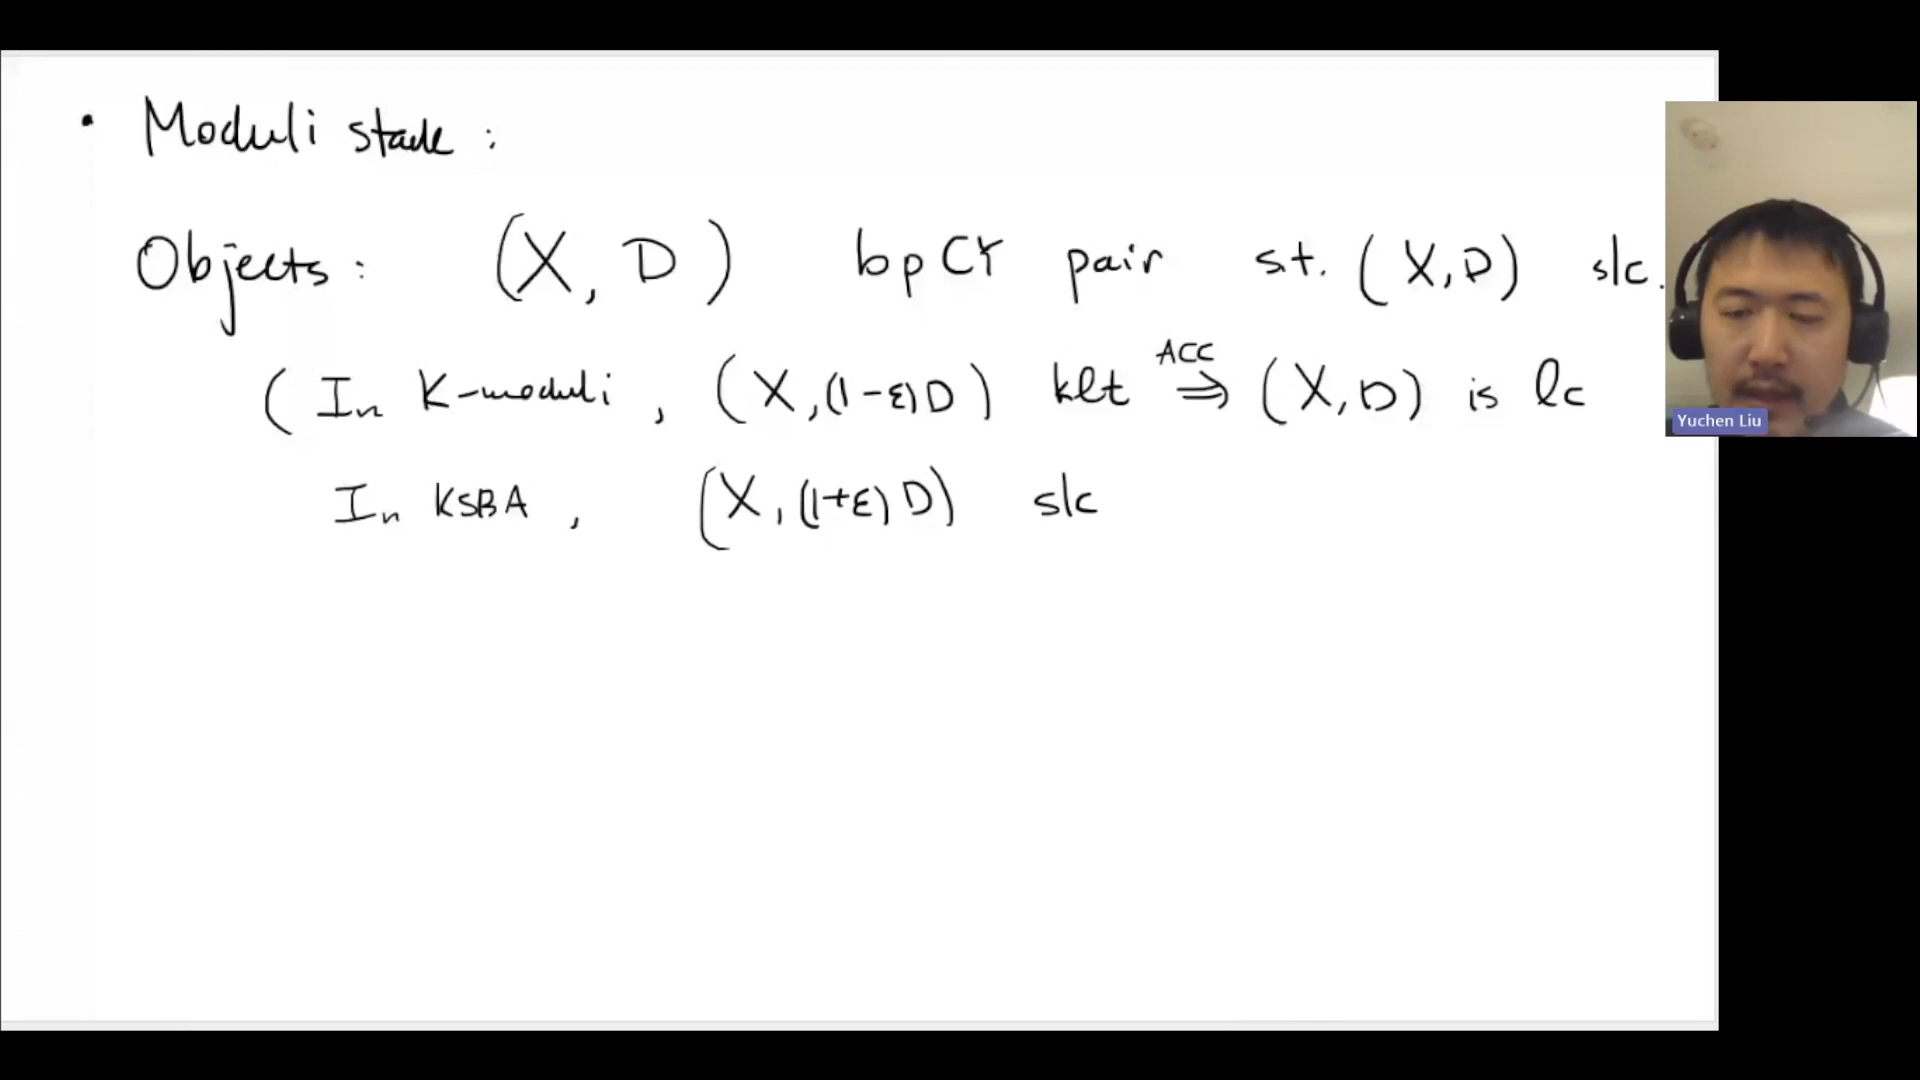 • Moduli stack :
Objects : (X, D) bpCY pair s.t. (X, D) slc.
( In K-moduli , (X, (1-ε)D) klt ACC ⇒ (X, D) is lc
In KSBA , (X, (1+ε)D) slc
Yuchen Liu